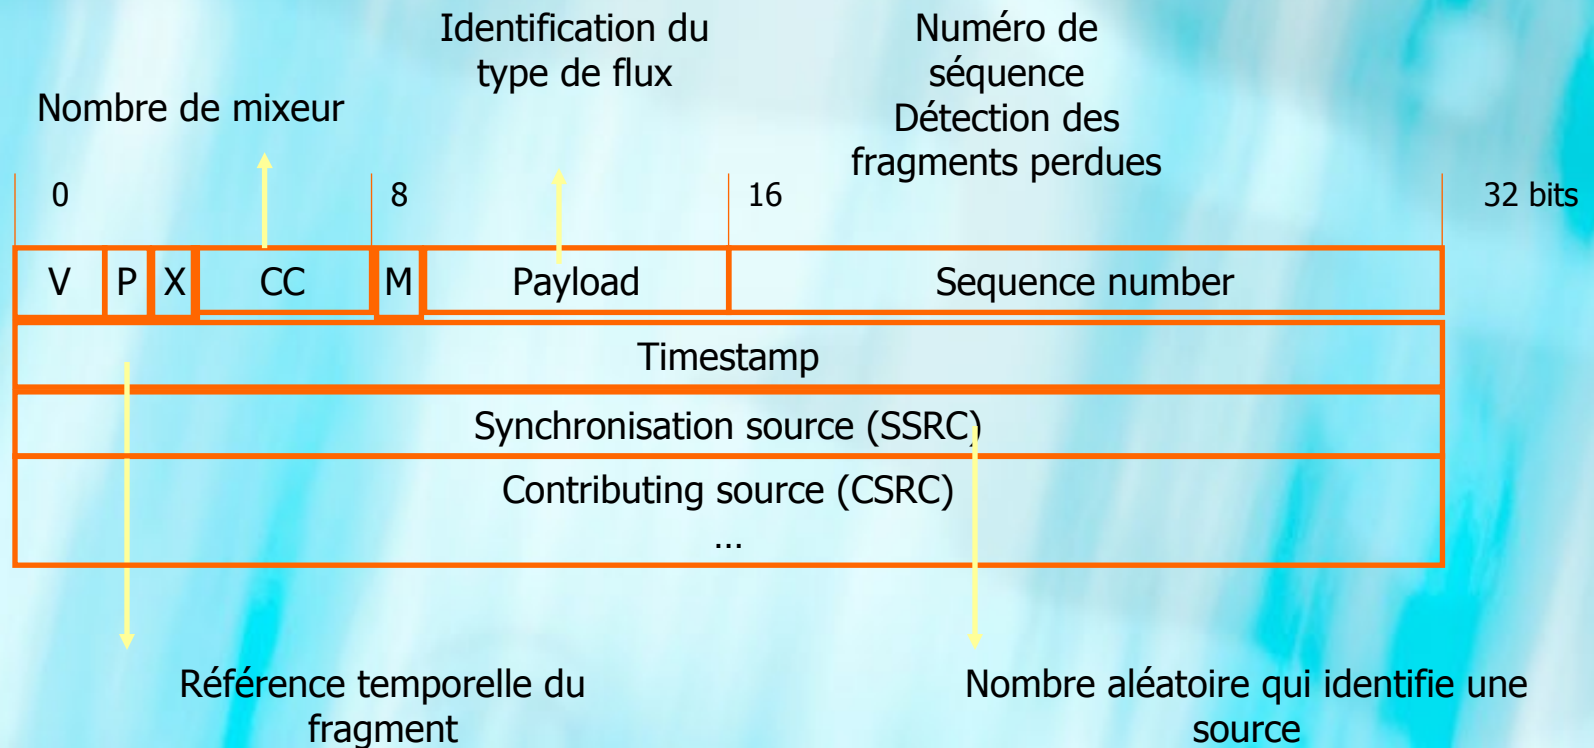 Identification du
type de flux
Numéro de
séquence
Détection des
fragments perdues
Nombre de mixeur
0
8
16
32 bits
V
P
X
CC
M
Payload
Sequence number
Timestamp
Synchronisation source (SSRC)
Contributing source (CSRC)
...
Référence temporelle du
fragment
Nombre aléatoire qui identifie une
source